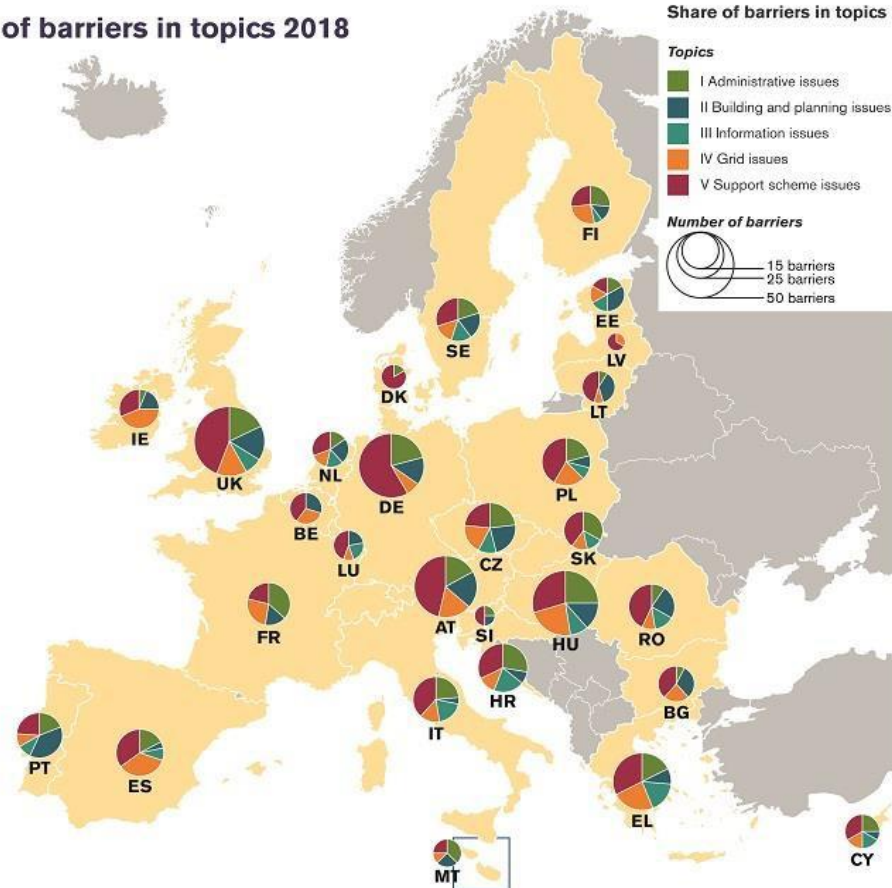 of barriers in topics 2018
Share of barriers in topics
Topics
I Administrative issues
II Building and planning issues
III Information issues
IV Grid issues
V Support scheme issues
Number of barriers
15 barriers
25 barriers
50 barriers
FI
EE
SE
LV
DK
LT
IE
UK
NL
DE
PL
BE
LU
CZ
SK
FR
AT
SI
HU
RO
HR
BG
IT
PT
ES
EL
MT
CY